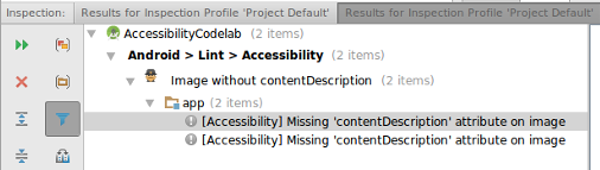 Inspection: Results for Inspection Profile 'Project Default' Results for Inspection Profile 'Project Default'
AccessibilityCodelab (2 items)
Android > Lint > Accessibility (2 items)
Image without contentDescription (2 items)
app (2 items)
[Accessibility] Missing 'contentDescription' attribute on image
[Accessibility] Missing 'contentDescription' attribute on image